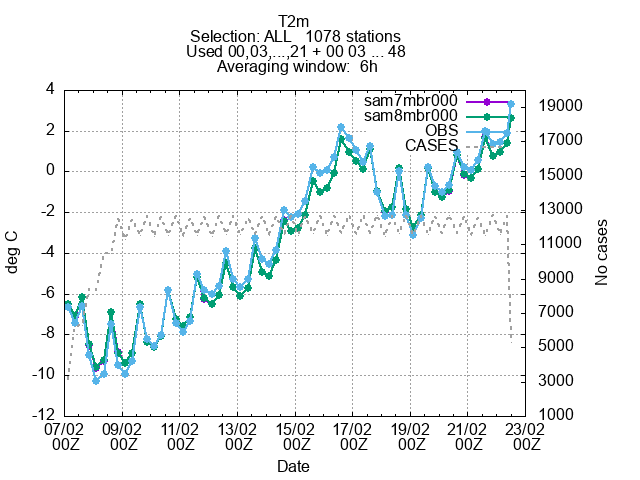 T2m
Selection: ALL   1078 stations
Used 00,03,...,21 + 00 03 ... 48
Averaging window:  6h
4
2
0
-2
-4
-6
-8
-10
-12
deg C
sam7mbr000
sam8mbr000
OBS
CASES
19000
17000
15000
13000
11000
9000
7000
5000
3000
1000
No cases
07/02 09/02 11/02 13/02 15/02 17/02 19/02 21/02 23/02
00Z 00Z 00Z 00Z 00Z 00Z 00Z 00Z 00Z
Date